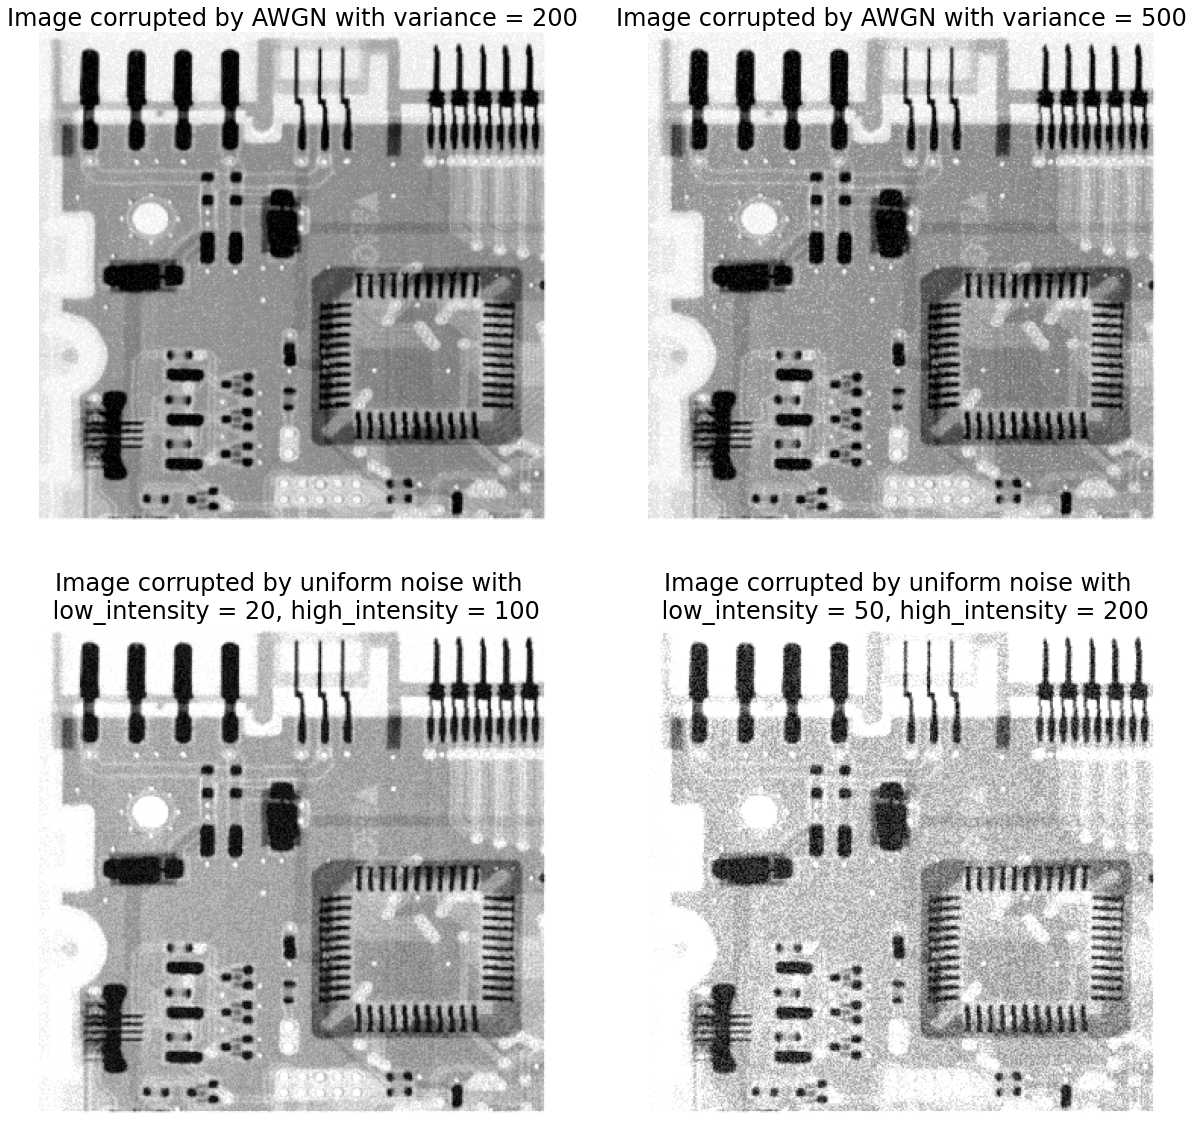 Image corrupted by AWGN with variance = 200
Image corrupted by AWGN with variance = 500
Image corrupted by uniform noise with
low_intensity = 20, high_intensity = 100
Image corrupted by uniform noise with
low_intensity = 50, high_intensity = 200